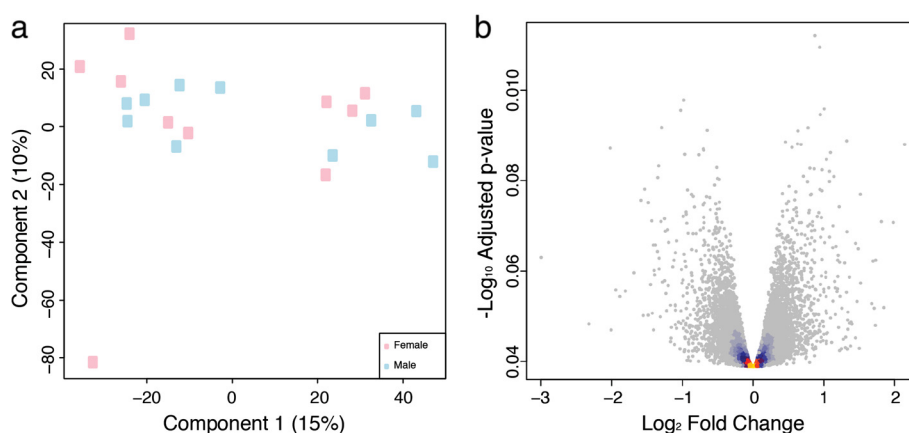 a
20
0
−20
−40
−60
−80
Component 2 (10%)
−20
0
20
40
Component 1 (15%)
Female
Male
b
0.010
0.08
0.06
0.04
-Log₁₀ Adjusted p-value
−3
−2
−1
0
1
2
Log₂ Fold Change